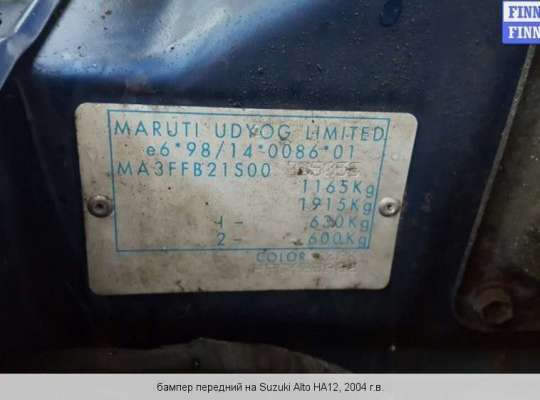 FINN
FINN
MARUTI UDYOG LIMITED
e6*98/14*0086*01
MA3FFB21S00
1165Kg
1915Kg
1- 630Kg
2- 600Kg
COLOR
бампер передний на Suzuki Alto HA12, 2004 г.в.